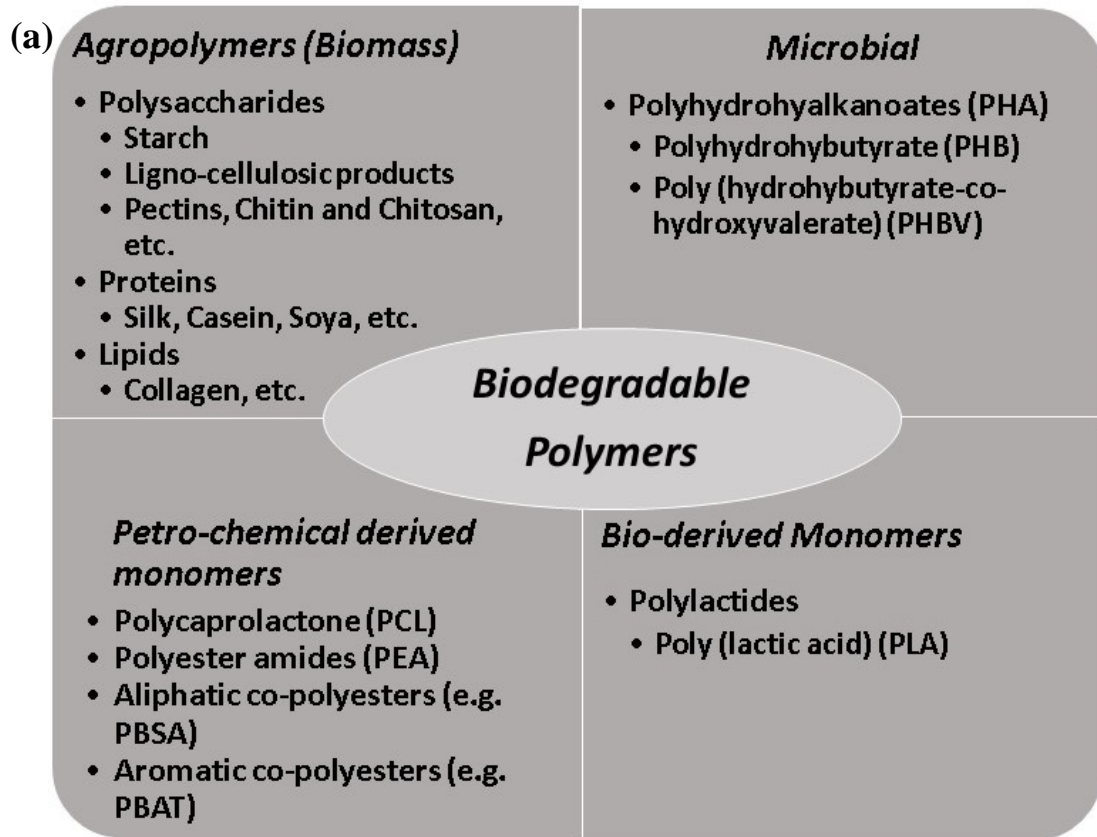 (a)
Agropolymers (Biomass)
• Polysaccharides
• Starch
• Ligno-cellulosic products
• Pectins, Chitin and Chitosan,
etc.
• Proteins
• Silk, Casein, Soya, etc.
• Lipids
• Collagen, etc.
Microbial
• Polyhydrohyalkanoates (PHA)
• Polyhydrohybutyrate (PHB)
• Poly (hydrohybutyrate-co-
hydroxyvalerate) (PHBV)
Biodegradable
Polymers
Petro-chemical derived
monomers
• Polycaprolactone (PCL)
• Polyester amides (PEA)
• Aliphatic co-polyesters (e.g.
PBSA)
• Aromatic co-polyesters (e.g.
PBAT)
Bio-derived Monomers
• Polylactides
• Poly (lactic acid) (PLA)